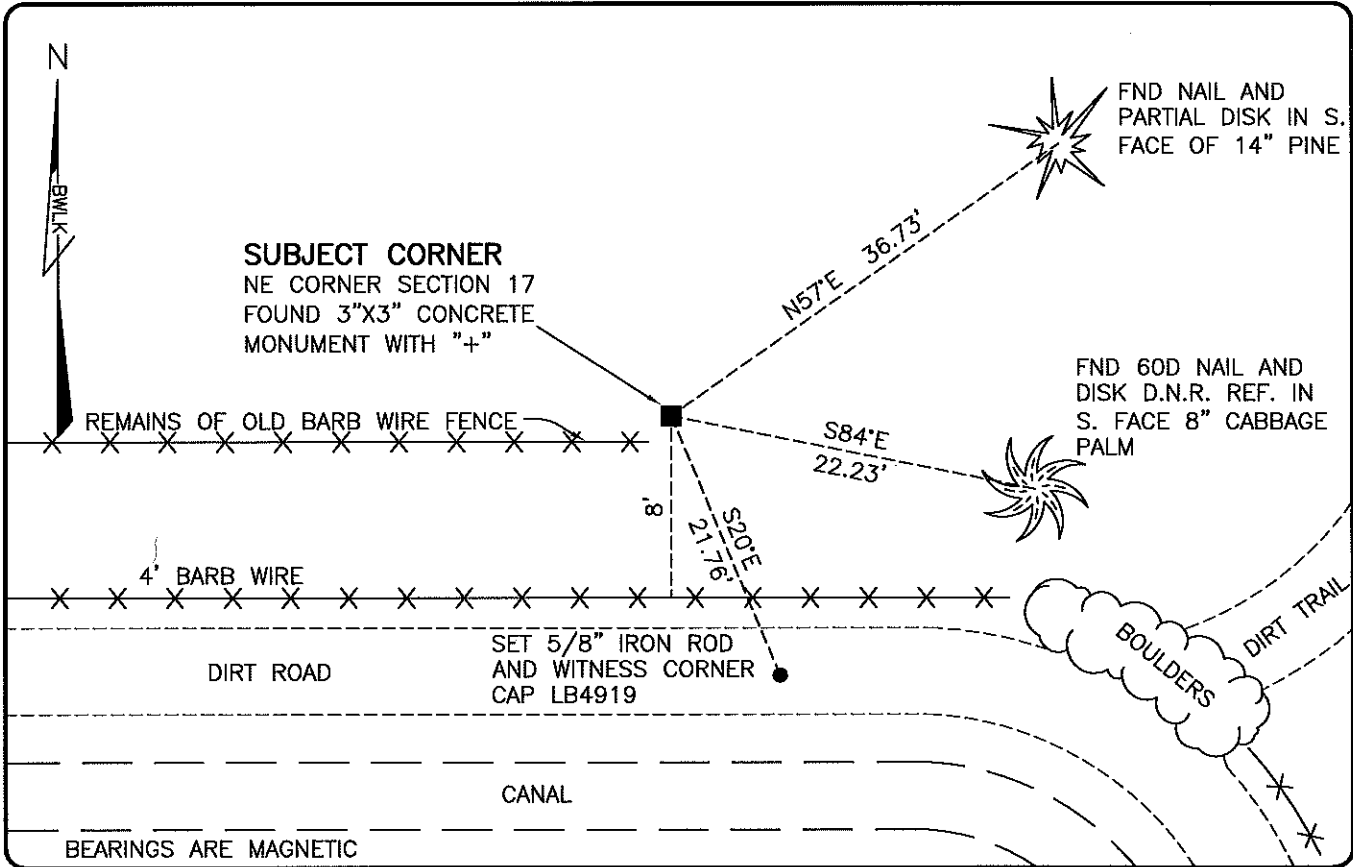 N
BWLK
FND NAIL AND
PARTIAL DISK IN S.
FACE OF 14" PINE
N57°E 36.73'
SUBJECT CORNER
NE CORNER SECTION 17
FOUND 3"X3" CONCRETE
MONUMENT WITH "+"
FND 60D NAIL AND
DISK D.N.R. REF. IN
S. FACE 8" CABBAGE
PALM
REMAINS OF OLD BARB WIRE FENCE
S84°E
22.23'
8'
S20°E
21.76'
4' BARB WIRE
DIRT TRAIL
BOULDERS
SET 5/8" IRON ROD
AND WITNESS CORNER
CAP LB4919
DIRT ROAD
CANAL
BEARINGS ARE MAGNETIC